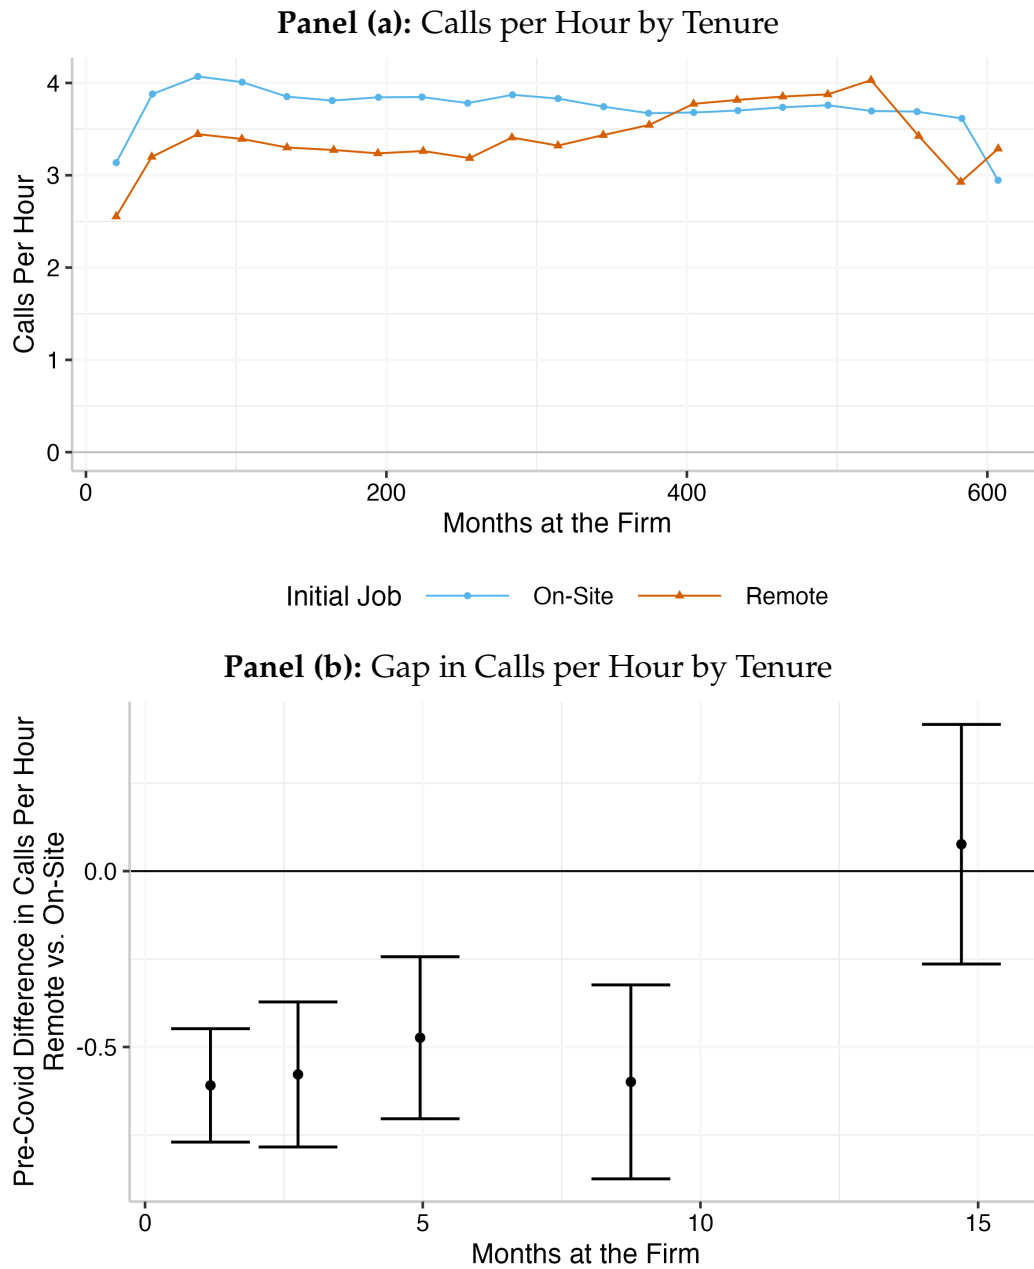 Panel (a): Calls per Hour by Tenure
Calls Per Hour
4
3
2
1
0
0 200 400 600
Months at the Firm
Initial Job On-Site Remote
Panel (b): Gap in Calls per Hour by Tenure
Pre-Covid Difference in Calls Per Hour
Remote vs. On-Site
0.0
-0.5
0 5 10 15
Months at the Firm